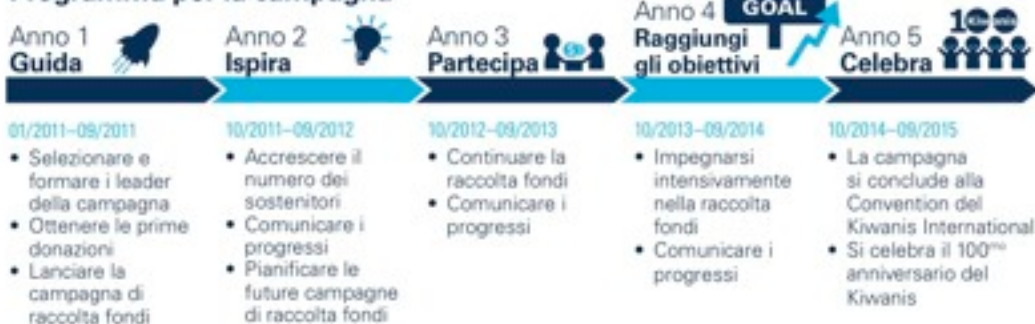 Programma per la campagna
Anno 1
Guida
Anno 2
Ispira
Anno 3
Partecipa
Anno 4
Raggiungi
gli obiettivi
GOAL
Anno 5
Celebra
100
Kiwanis
01/2011–09/2011
• Selezionare e
formare i leader
della campagna
• Ottenere le prime
donazioni
• Lanciare la
campagna di
raccolta fondi
10/2011–09/2012
• Accrescere il
numero dei
sostenitori
• Comunicare i
progressi
• Pianificare le
future campagne
di raccolta fondi
10/2012–09/2013
• Continuare la
raccolta fondi
• Comunicare i
progressi
10/2013–09/2014
• Impegnarsi
intensivamente
nella raccolta
fondi
• Comunicare i
progressi
10/2014–09/2015
• La campagna
si conclude alla
Convention del
Kiwanis International
• Si celebra il 100mo
anniversario del
Kiwanis